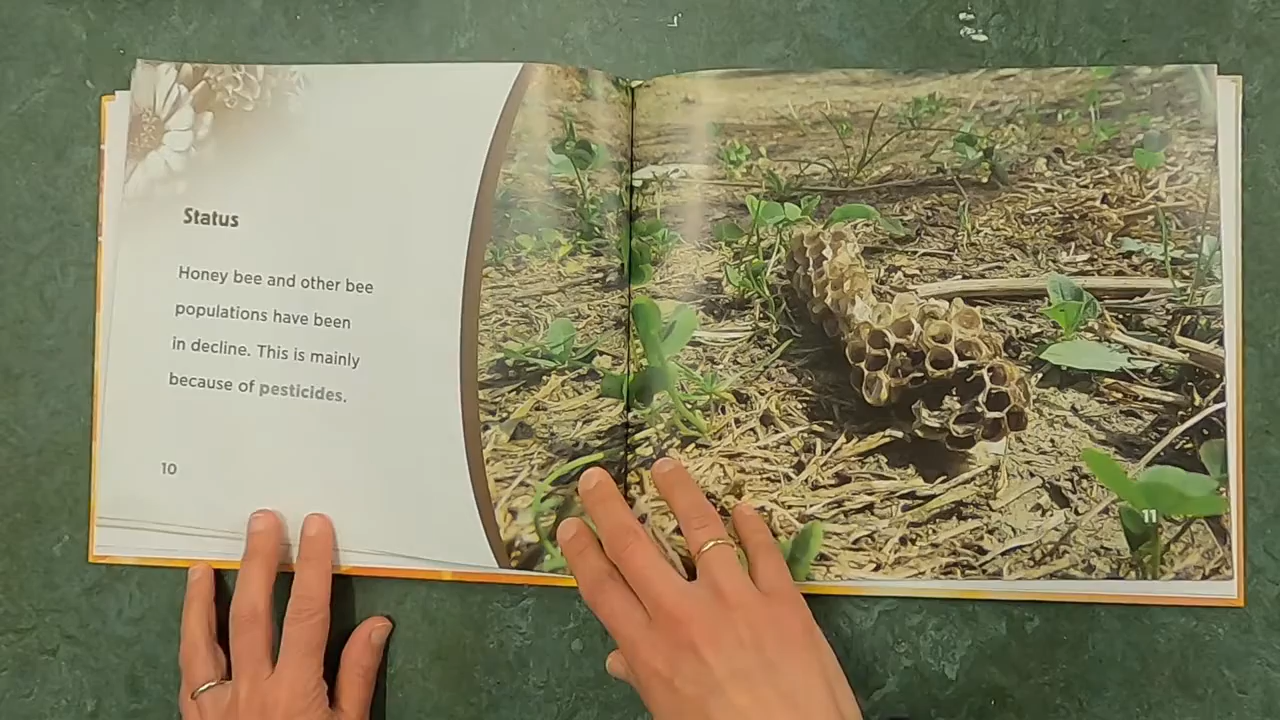 Status
Honey bee and other bee
populations have been
in decline. This is mainly
because of pesticides.
10
11